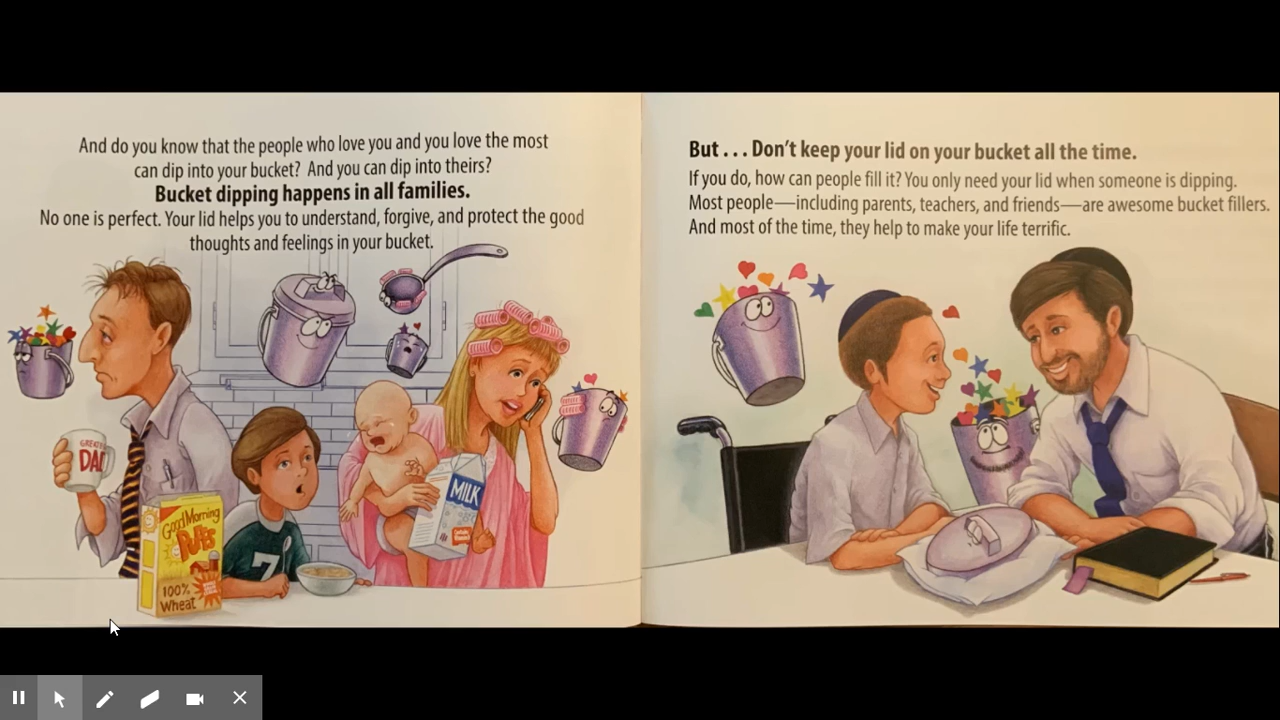 And do you know that the people who love you and you love the most
can dip into your bucket? And you can dip into theirs?
Bucket dipping happens in all families.
No one is perfect. Your lid helps you to understand, forgive, and protect the good
thoughts and feelings in your bucket.
GREATEST
DAD
Good Morning
PUFFS
100%
Wheat
7
MILK
But . . . Don't keep your lid on your bucket all the time.
If you do, how can people fill it? You only need your lid when someone is dipping.
Most people—including parents, teachers, and friends—are awesome bucket fillers.
And most of the time, they help to make your life terrific.